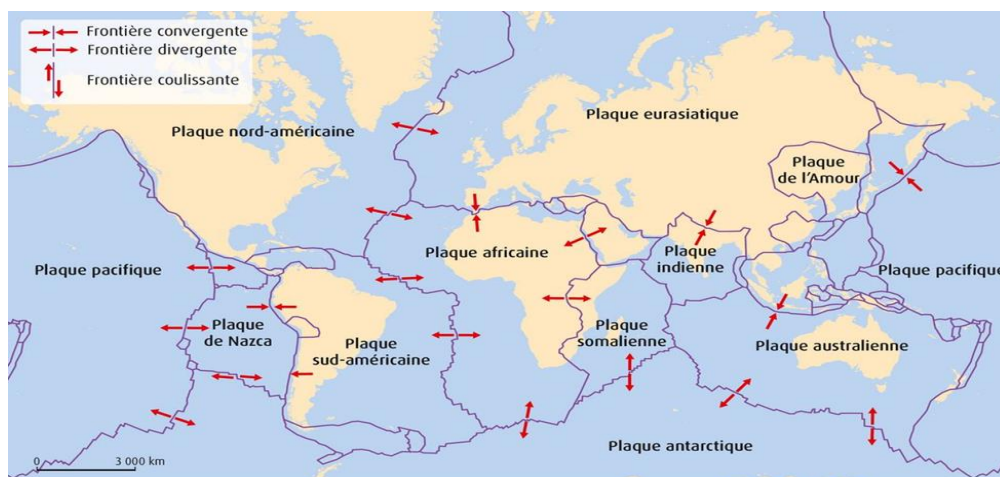 Frontière convergente
Frontière divergente
Frontière coulissante
Plaque nord-américaine
Plaque eurasiatique
Plaque
de l'Amour
Plaque africaine
Plaque
indienne
Plaque pacifique
Plaque pacifique
Plaque
de Nazca
Plaque
sud-américaine
Plaque
somalienne
Plaque australienne
Plaque antarctique
0 3 000 km